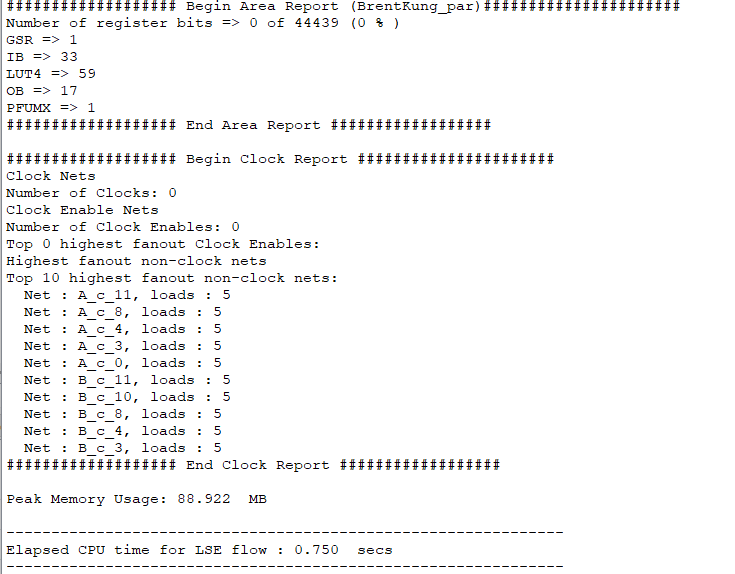 ################### Begin Area Report (BrentKung_par)######################
Number of register bits => 0 of 44439 (0 % )
GSR => 1
IB => 33
LUT4 => 59
OB => 17
PFUMX => 1
################### End Area Report ##################
################### Begin Clock Report ######################
Clock Nets
Number of Clocks: 0
Clock Enable Nets
Number of Clock Enables: 0
Top 0 highest fanout Clock Enables:
Highest fanout non-clock nets
Top 10 highest fanout non-clock nets:
  Net : A_c_11, loads : 5
  Net : A_c_8, loads : 5
  Net : A_c_4, loads : 5
  Net : A_c_3, loads : 5
  Net : A_c_0, loads : 5
  Net : B_c_11, loads : 5
  Net : B_c_10, loads : 5
  Net : B_c_8, loads : 5
  Net : B_c_4, loads : 5
  Net : B_c_3, loads : 5
################### End Clock Report ##################
Peak Memory Usage: 88.922  MB
--------------------------------------------------------------
Elapsed CPU time for LSE flow : 0.750  secs
--------------------------------------------------------------